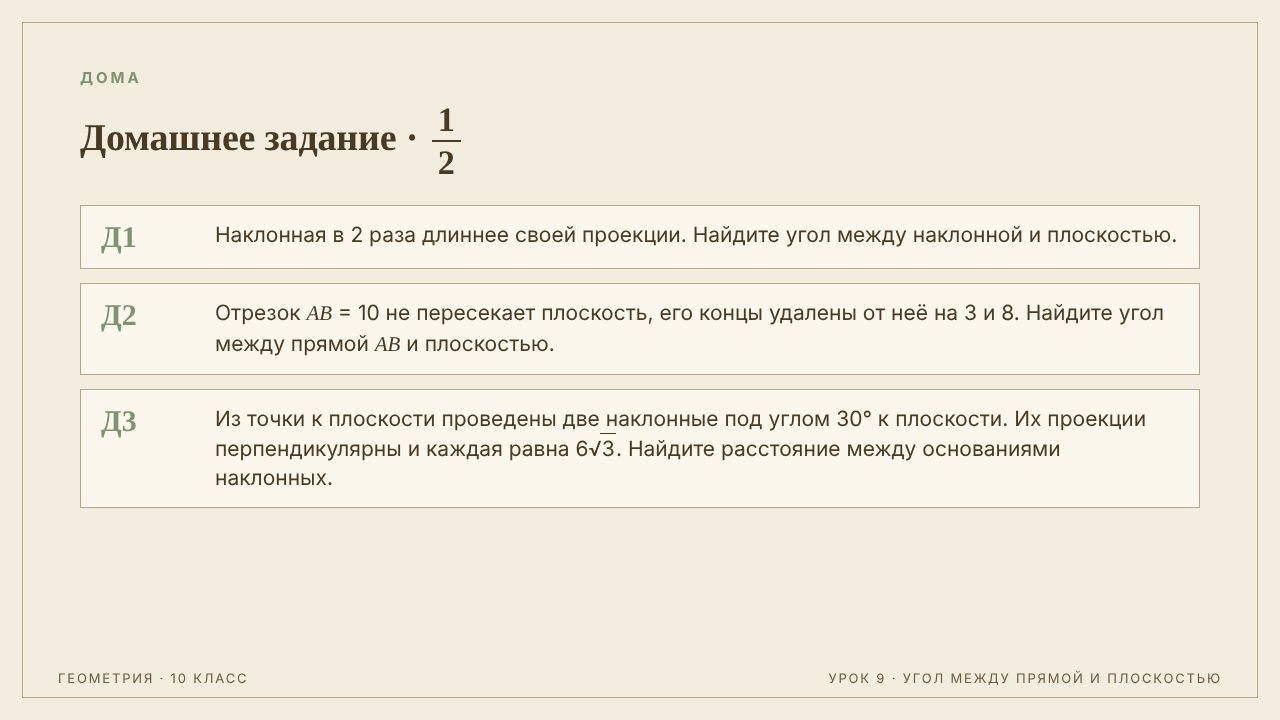 ДОМА
Домашнее задание · 1/2
Д1
Наклонная в 2 раза длиннее своей проекции. Найдите угол между наклонной и плоскостью.
Д2
Отрезок AB = 10 не пересекает плоскость, его концы удалены от неё на 3 и 8. Найдите угол
между прямой AB и плоскостью.
Д3
Из точки к плоскости проведены две наклонные под углом 30° к плоскости. Их проекции
перпендикулярны и каждая равна 6√3. Найдите расстояние между основаниями
наклонных.
ГЕОМЕТРИЯ · 10 КЛАСС
УРОК 9 · УГОЛ МЕЖДУ ПРЯМОЙ И ПЛОСКОСТЬЮ